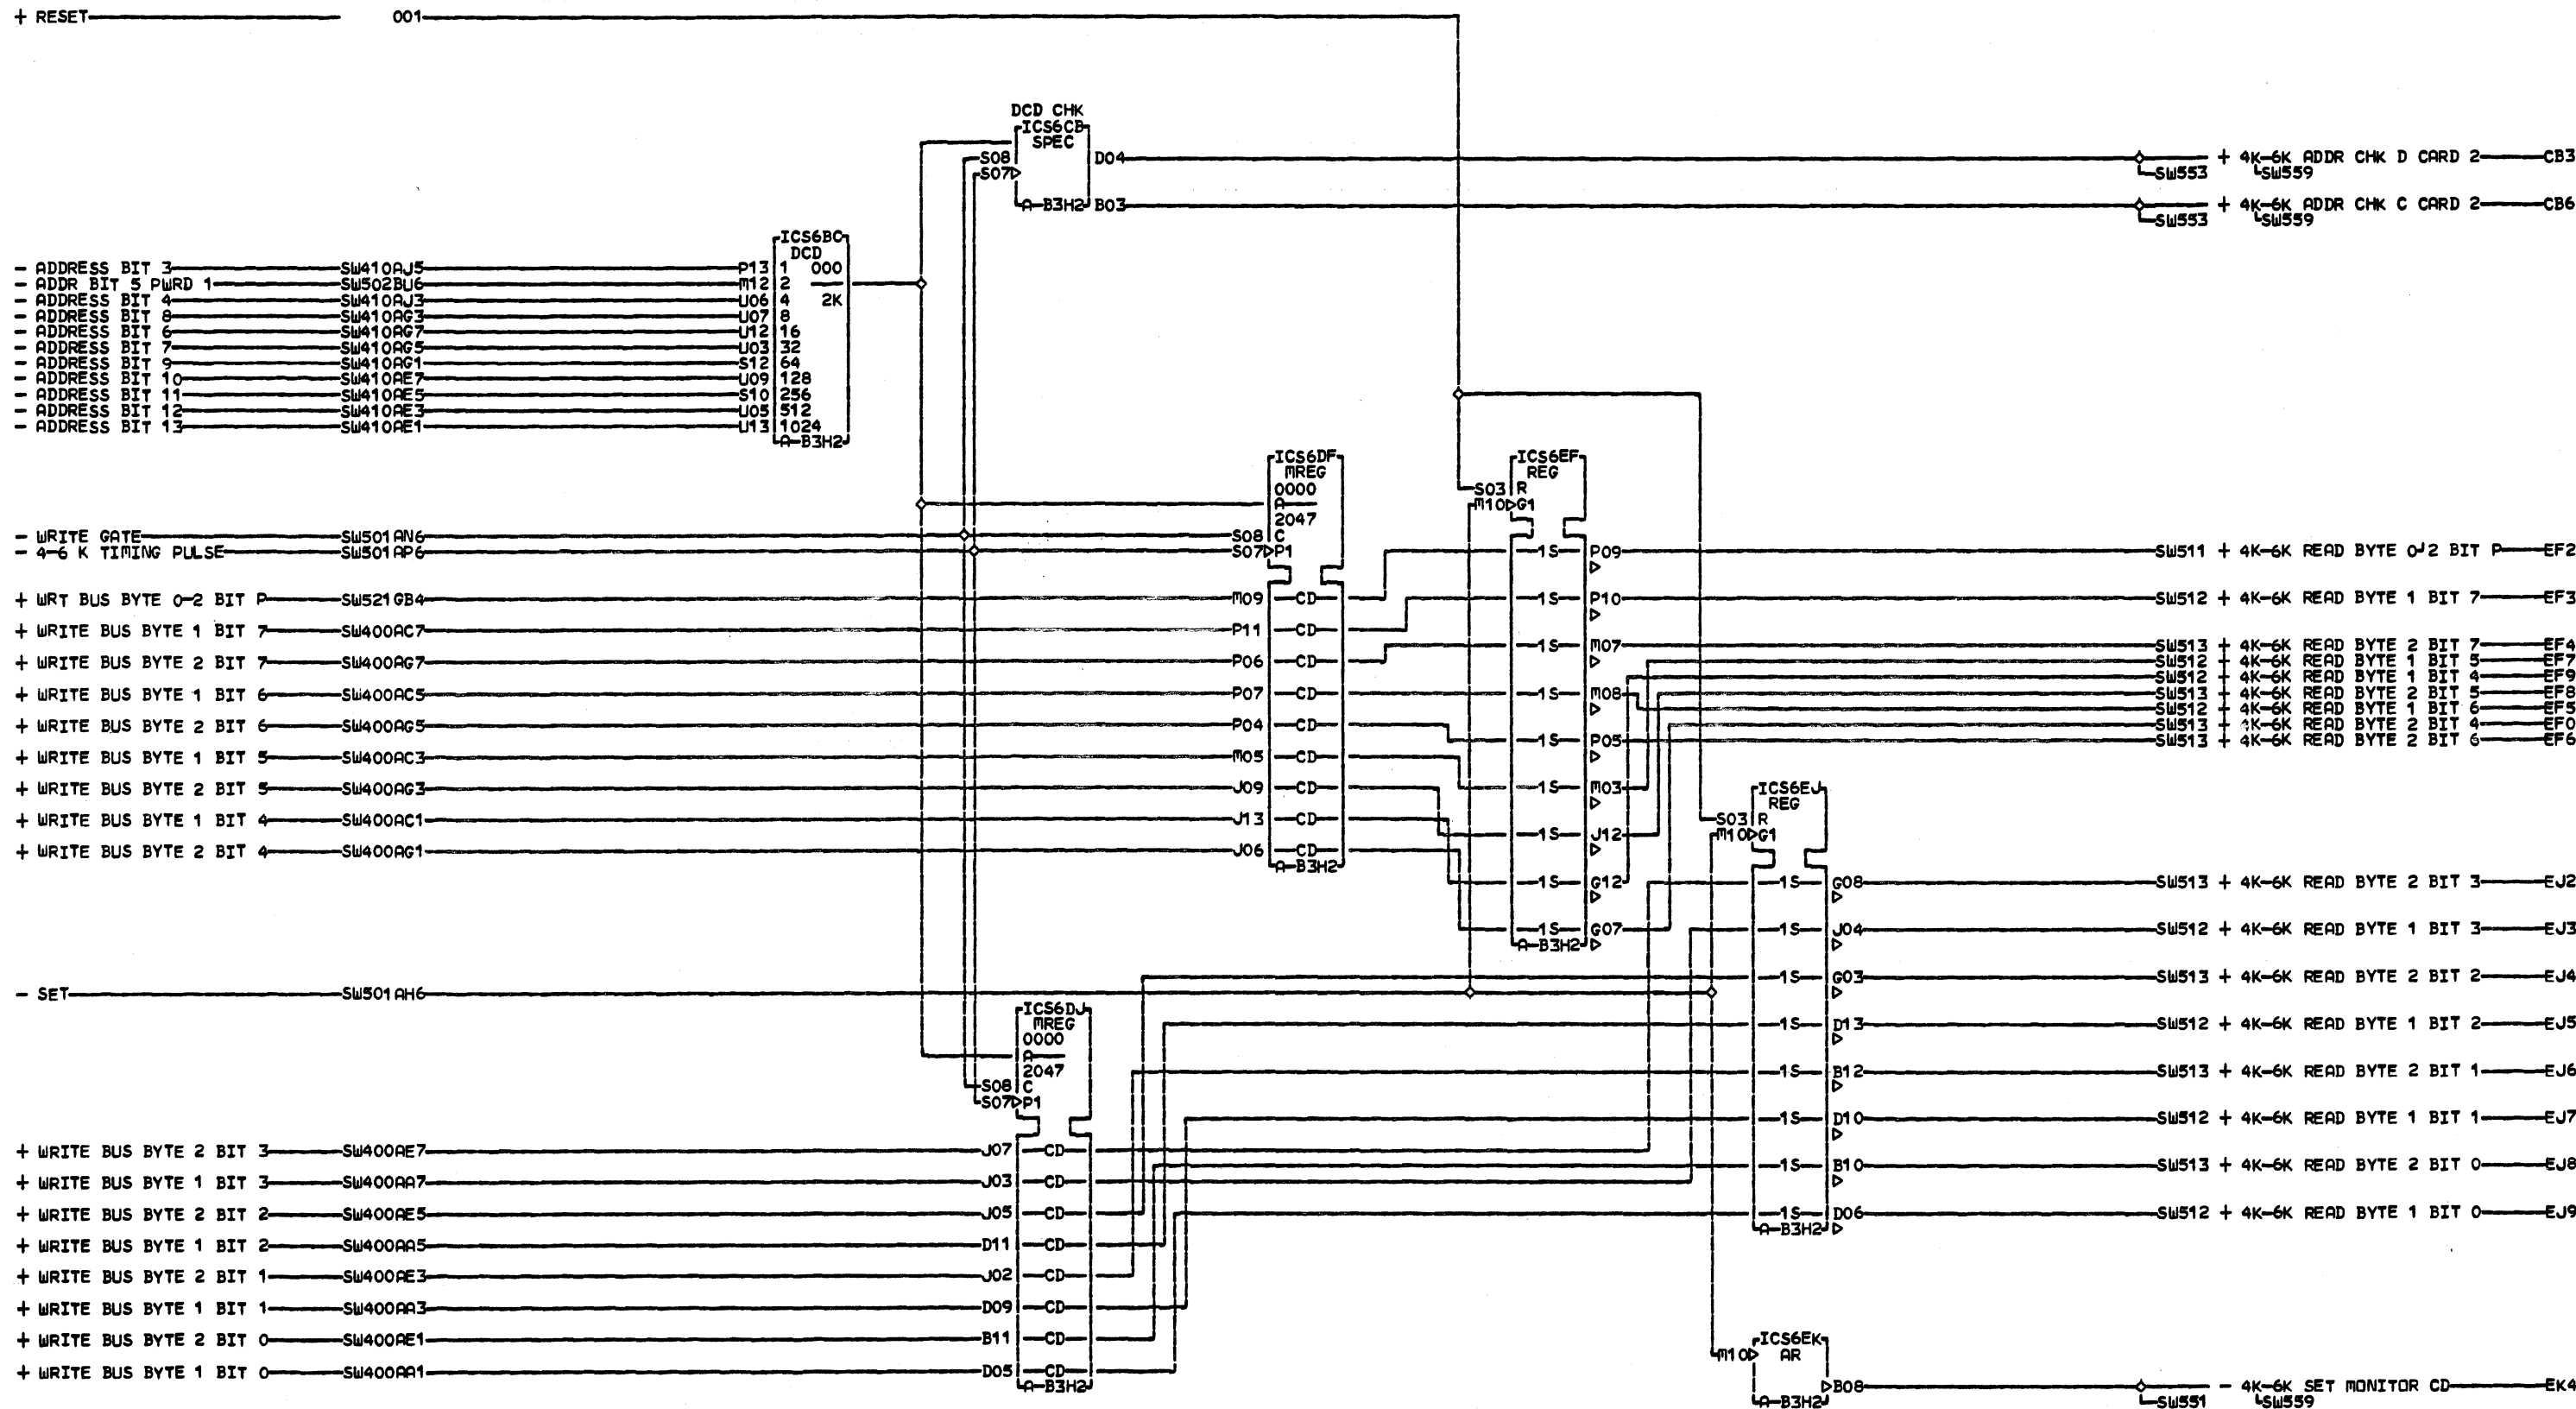 + RESET 001
DCD CHK
ICS6CB
SPEC
S08 D04 + 4K-6K ADDR CHK D CARD 2 CB3
S07 SW553 SW559
A-B3H2 B03 + 4K-6K ADDR CHK C CARD 2 CB6
SW553 SW559
ICS6BC
DCD
- ADDRESS BIT 3 SW410AJ5 P13 1 000
- ADDR BIT 5 PWRD 1 SW502BU6 M12 2
- ADDRESS BIT 4 SW410AJ3 U06 4 2K
- ADDRESS BIT 8 SW410AG3 U07 8
- ADDRESS BIT 6 SW410AG7 U12 16
- ADDRESS BIT 7 SW410AG5 U03 32
- ADDRESS BIT 9 SW410AG1 S12 64
- ADDRESS BIT 10 SW410AE7 U09 128
- ADDRESS BIT 11 SW410AE5 S10 256
- ADDRESS BIT 12 SW410AE3 U05 512
- ADDRESS BIT 13 SW410AE1 U13 1024
A-B3H2
ICS6DF
MREG
0000
A
2047
ICS6EF
REG
S03 R
M10 G1
- WRITE GATE SW501AN6 S08 C
- 4-6 K TIMING PULSE SW501AP6 S07 P1
1S P09 SW511 + 4K-6K READ BYTE 0-2 BIT P EF2
+ WRT BUS BYTE 0-2 BIT P SW521GB4 M09 CD 1S P10 SW512 + 4K-6K READ BYTE 1 BIT 7 EF3
+ WRITE BUS BYTE 1 BIT 7 SW400AC7 P11 CD
1S M07 SW513 + 4K-6K READ BYTE 2 BIT 7 EF4
+ WRITE BUS BYTE 2 BIT 7 SW400AG7 P06 CD SW512 + 4K-6K READ BYTE 1 BIT 5 EF7
SW512 + 4K-6K READ BYTE 1 BIT 4 EF9
+ WRITE BUS BYTE 1 BIT 6 SW400AC5 P07 CD 1S M08 SW513 + 4K-6K READ BYTE 2 BIT 5 EF8
SW512 + 4K-6K READ BYTE 1 BIT 6 EF5
+ WRITE BUS BYTE 2 BIT 6 SW400AG5 P04 CD SW513 + 4K-6K READ BYTE 2 BIT 4 EF0
1S P05 SW513 + 4K-6K READ BYTE 2 BIT 6 EF6
+ WRITE BUS BYTE 1 BIT 5 SW400AC3 M05 CD
+ WRITE BUS BYTE 2 BIT 5 SW400AG3 J09 CD 1S M03
+ WRITE BUS BYTE 1 BIT 4 SW400AC1 J13 CD
1S J12
+ WRITE BUS BYTE 2 BIT 4 SW400AG1 J06 CD
A-B3H2
1S G12
1S G07
A-B3H2
ICS6EJ
REG
S03 R
M10 G1
1S G08 SW513 + 4K-6K READ BYTE 2 BIT 3 EJ2
1S J04 SW512 + 4K-6K READ BYTE 1 BIT 3 EJ3
1S G03 SW513 + 4K-6K READ BYTE 2 BIT 2 EJ4
- SET SW501AH6
ICS6DJ
MREG
0000
A
2047
S08 C
S07 P1
1S D13 SW512 + 4K-6K READ BYTE 1 BIT 2 EJ5
1S B12 SW513 + 4K-6K READ BYTE 2 BIT 1 EJ6
1S D10 SW512 + 4K-6K READ BYTE 1 BIT 1 EJ7
+ WRITE BUS BYTE 2 BIT 3 SW400AE7 J07 CD
1S B10 SW513 + 4K-6K READ BYTE 2 BIT 0 EJ8
+ WRITE BUS BYTE 1 BIT 3 SW400AA7 J03 CD
+ WRITE BUS BYTE 2 BIT 2 SW400AE5 J05 CD 1S D06 SW512 + 4K-6K READ BYTE 1 BIT 0 EJ9
A-B3H2
+ WRITE BUS BYTE 1 BIT 2 SW400AA5 D11 CD
+ WRITE BUS BYTE 2 BIT 1 SW400AE3 J02 CD
+ WRITE BUS BYTE 1 BIT 1 SW400AA3 D09 CD
+ WRITE BUS BYTE 2 BIT 0 SW400AE1 B11 CD
+ WRITE BUS BYTE 1 BIT 0 SW400AA1 D05 CD
A-B3H2
ICS6EK
M10 AR
B08 - 4K-6K SET MONITOR CD EK4
A-B3H2 SW551 SW559